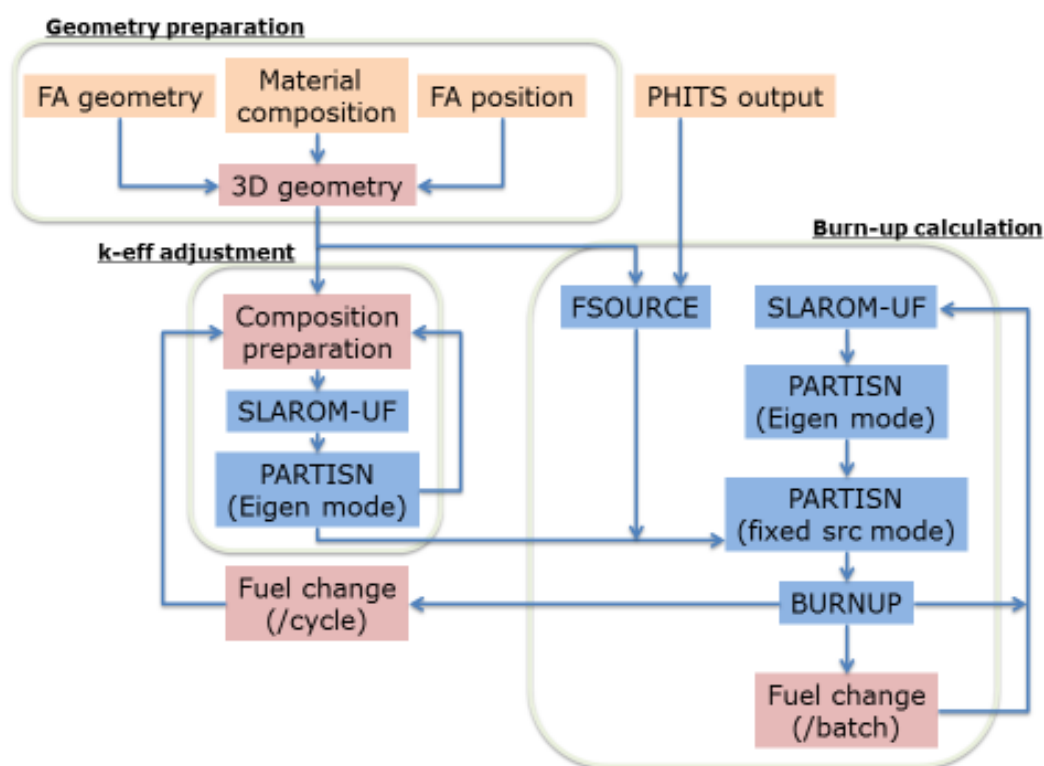 Geometry preparation
FA geometry
Material
composition
FA position
PHITS output
3D geometry
k-eff adjustment
Burn-up calculation
Composition
preparation
SLAROM-UF
PARTISN
(Eigen mode)
FSOURCE
SLAROM-UF
PARTISN
(Eigen mode)
PARTISN
(fixed src mode)
Fuel change
(/cycle)
BURNUP
Fuel change
(/batch)